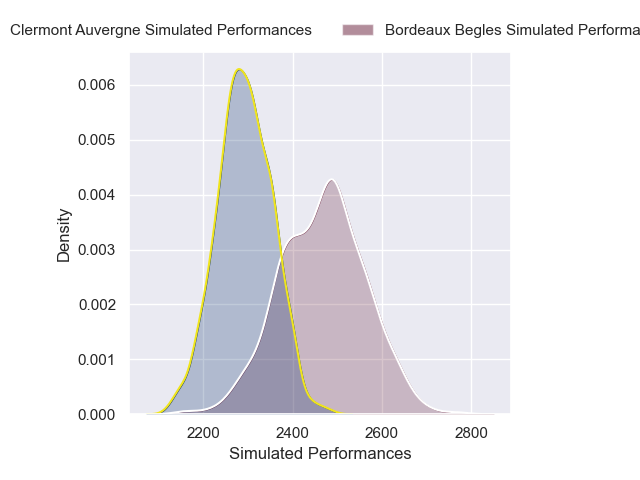 Clermont Auvergne Simulated Performances
Bordeaux Begles Simulated Performa
0.006
0.005
0.004
0.003
0.002
0.001
0.000
Density
2200 2400 2600 2800
Simulated Performances